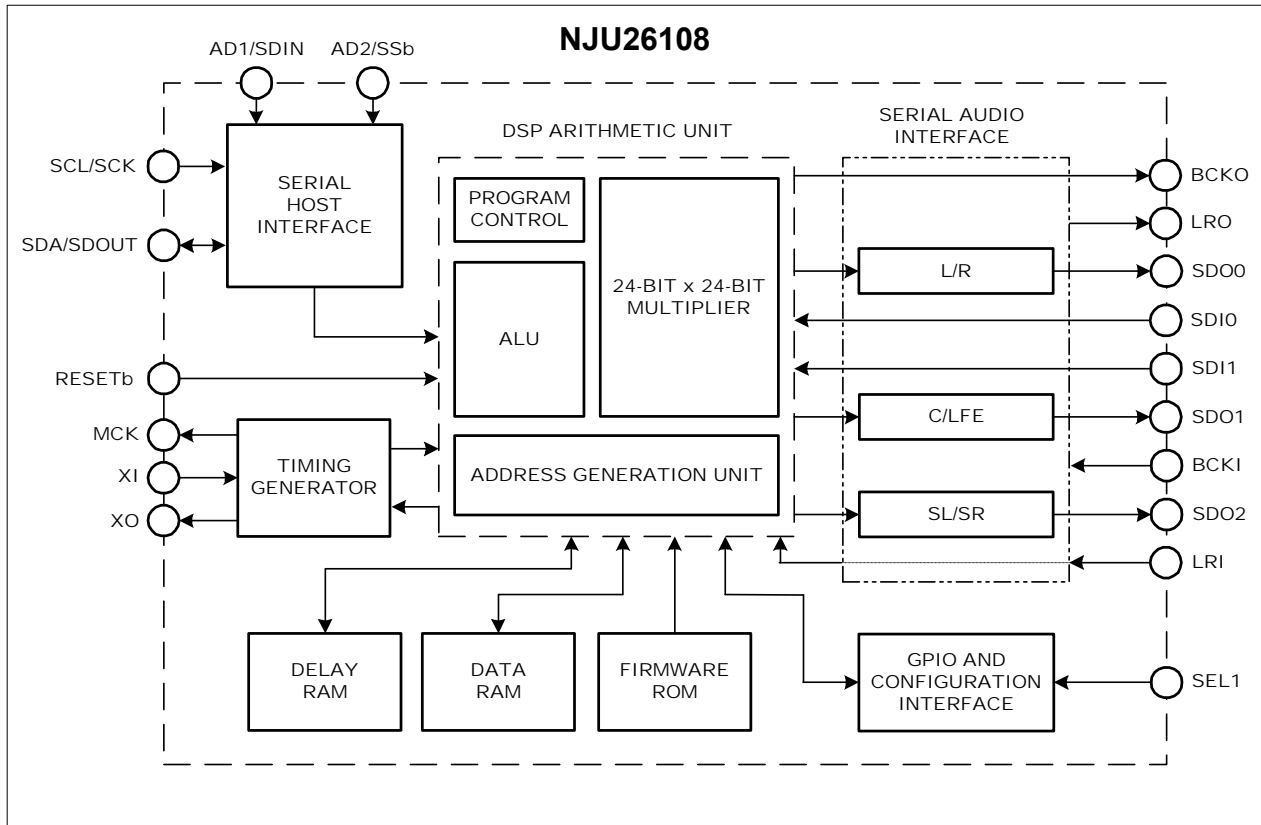 NJU26108
AD1/SDIN
AD2/SSb
SERIAL AUDIO
INTERFACE
DSP ARITHMETIC UNIT
SCL/SCK
SERIAL
HOST
INTERFACE
SDA/SDOUT
PROGRAM
CONTROL
24-BIT x 24-BIT
MULTIPLIER
ALU
ADDRESS GENERATION UNIT
L/R
C/LFE
SL/SR
BCKO
LRO
SDO0
SDI0
SDI1
SDO1
BCKI
SDO2
LRI
RESETb
MCK
XI
XO
TIMING
GENERATOR
DELAY
RAM
DATA
RAM
FIRMWARE
ROM
GPIO AND
CONFIGURATION
INTERFACE
SEL1